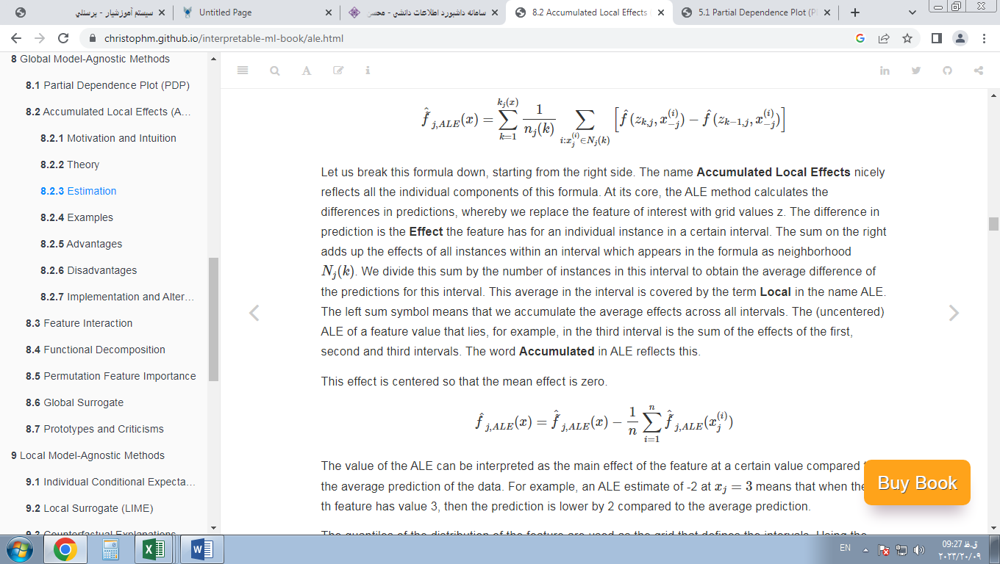 سیستم آموزشیار - پرسنلي
Untitled Page
سامانه داشبورد اطلاعات دانشی - محسن
8.2 Accumulated Local Effects (
5.1 Partial Dependence Plot (P
christophm.github.io/interpretable-ml-book/ale.html
8 Global Model-Agnostic Methods
8.1 Partial Dependence Plot (PDP)
8.2 Accumulated Local Effects (A…
8.2.1 Motivation and Intuition
8.2.2 Theory
8.2.3 Estimation
8.2.4 Examples
8.2.5 Advantages
8.2.6 Disadvantages
8.2.7 Implementation and Alter…
8.3 Feature Interaction
8.4 Functional Decomposition
8.5 Permutation Feature Importance
8.6 Global Surrogate
8.7 Prototypes and Criticisms
9 Local Model-Agnostic Methods
9.1 Individual Conditional Expecta…
9.2 Local Surrogate (LIME)
9.3 Counterfactual Explanations
A i
$\hat{\tilde{f}}_{j,ALE}(x)=\sum_{k=1}^{k_j(x)}\frac{1}{n_j(k)}\sum_{i:x_j^{(i)}\in N_j(k)}\left[\hat{f}(z_{k,j},x_{-j}^{(i)})-\hat{f}(z_{k-1,j},x_{-j}^{(i)})\right]$
Let us break this formula down, starting from the right side. The name Accumulated Local Effects nicely
reflects all the individual components of this formula. At its core, the ALE method calculates the
differences in predictions, whereby we replace the feature of interest with grid values z. The difference in
prediction is the Effect the feature has for an individual instance in a certain interval. The sum on the right
adds up the effects of all instances within an interval which appears in the formula as neighborhood
$N_j(k)$. We divide this sum by the number of instances in this interval to obtain the average difference of
the predictions for this interval. This average in the interval is covered by the term Local in the name ALE.
The left sum symbol means that we accumulate the average effects across all intervals. The (uncentered)
ALE of a feature value that lies, for example, in the third interval is the sum of the effects of the first,
second and third intervals. The word Accumulated in ALE reflects this.
This effect is centered so that the mean effect is zero.
$\hat{f}_{j,ALE}(x)=\hat{\tilde{f}}_{j,ALE}(x)-\frac{1}{n}\sum_{i=1}^{n}\hat{\tilde{f}}_{j,ALE}(x_j^{(i)})$
The value of the ALE can be interpreted as the main effect of the feature at a certain value compared
the average prediction of the data. For example, an ALE estimate of -2 at $x_j=3$ means that when the
th feature has value 3, then the prediction is lower by 2 compared to the average prediction.
The quantiles of the distribution of the feature are used as the grid that defines the intervals. Using the
Buy Book
EN
09:27 ق.ظ
۲۰۲۳/۲۰/۰۹